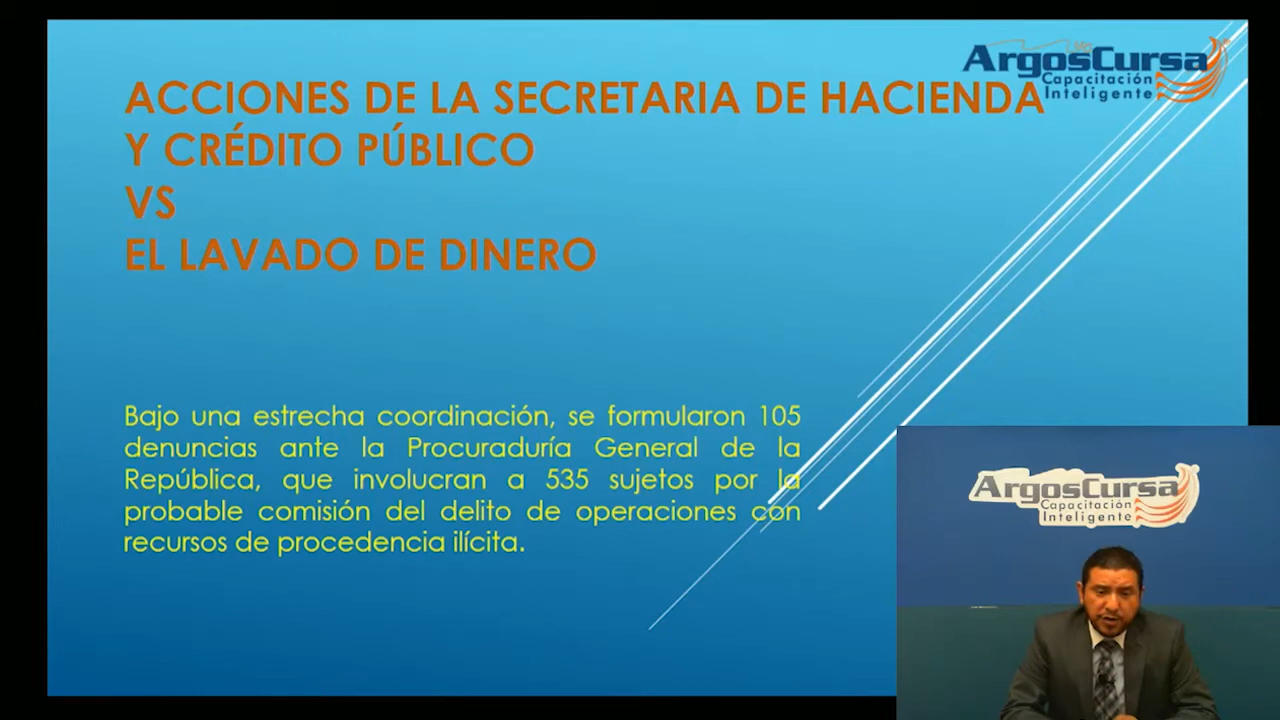 ArgosCursa
Capacitación
Inteligente
ACCIONES DE LA SECRETARIA DE HACIENDA
Y CRÉDITO PÚBLICO
VS
EL LAVADO DE DINERO
Bajo una estrecha coordinación, se formularon 105
denuncias ante la Procuraduría General de la
República, que involucran a 535 sujetos por la
probable comisión del delito de operaciones con
recursos de procedencia ilícita.
ArgosCursa
Capacitación
Inteligente